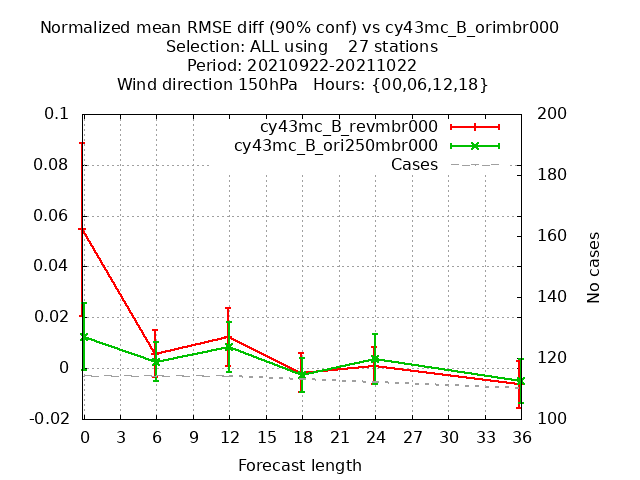 Normalized mean RMSE diff (90% conf) vs cy43mc_B_orimbr000
Selection: ALL using    27 stations
Period: 20210922-20211022
Wind direction 150hPa   Hours: {00,06,12,18}
cy43mc_B_revmbr000
cy43mc_B_ori250mbr000
Cases
0.1
0.08
0.06
0.04
0.02
0
-0.02
200
180
160
140
120
100
No cases
0 3 6 9 12 15 18 21 24 27 30 33 36
Forecast length